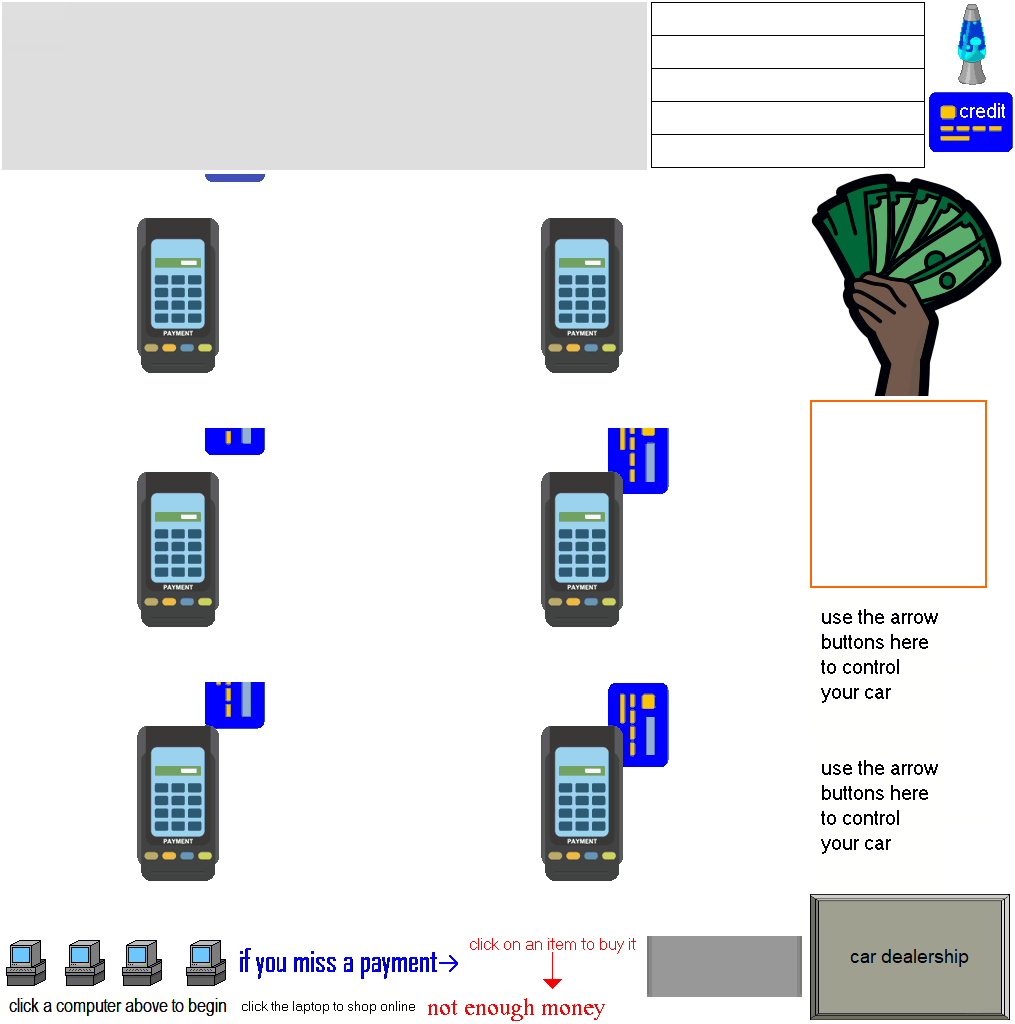 credit
PAYMENT
PAYMENT
PAYMENT
PAYMENT
use the arrow
buttons here
to control
your car
PAYMENT
PAYMENT
use the arrow
buttons here
to control
your car
click on an item to buy it
if you miss a payment→
car dealership
click a computer above to begin
click the laptop to shop online
not enough money